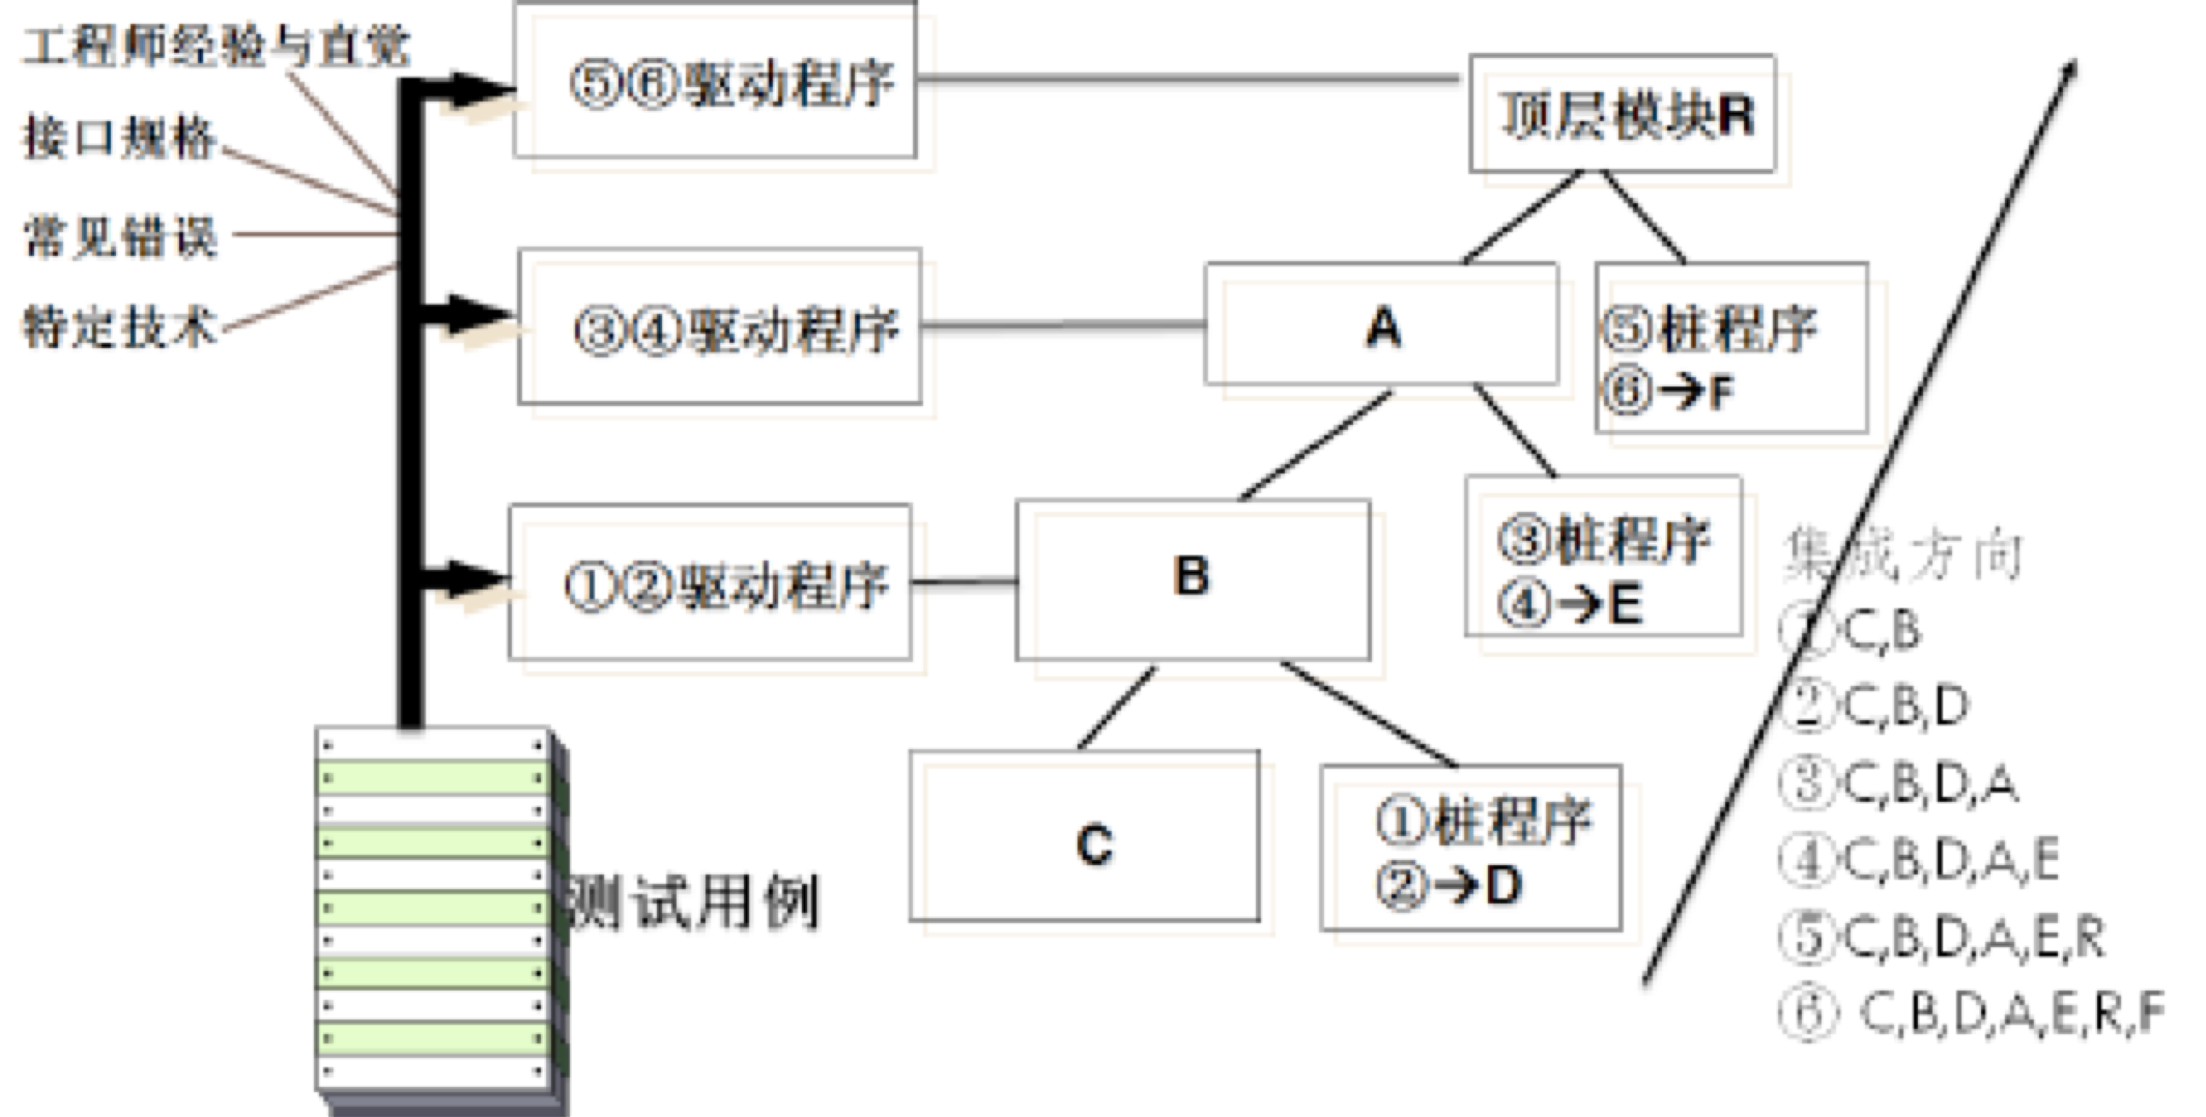 工程师经验与直觉
接口规格
常见错误
特定技术
⑤⑥驱动程序
顶层模块R
③④驱动程序
A
⑤桩程序
⑥→F
①②驱动程序
B
③桩程序
④→E
C
①桩程序
②→D
测试用例
集成方向
①C,B
②C,B,D
③C,B,D,A
④C,B,D,A,E
⑤C,B,D,A,E,R
⑥ C,B,D,A,E,R,F